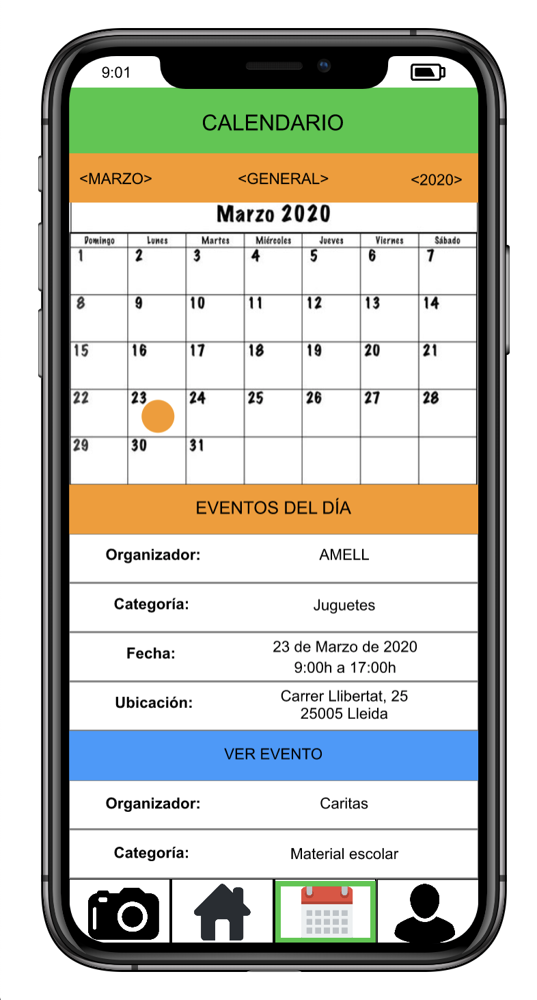 9:01
CALENDARIO
<MARZO> <GENERAL> <2020>
Marzo 2020
Domingo Lunes Martes Miércoles Jueves Viernes Sábado
1 2 3 4 5 6 7
8 9 10 11 12 13 14
15 16 17 18 19 20 21
22 23 24 25 26 27 28
29 30 31
EVENTOS DEL DÍA
Organizador: AMELL
Categoría: Juguetes
Fecha: 23 de Marzo de 2020
9:00h a 17:00h
Ubicación: Carrer Llibertat, 25
25005 Lleida
VER EVENTO
Organizador: Caritas
Categoría: Material escolar